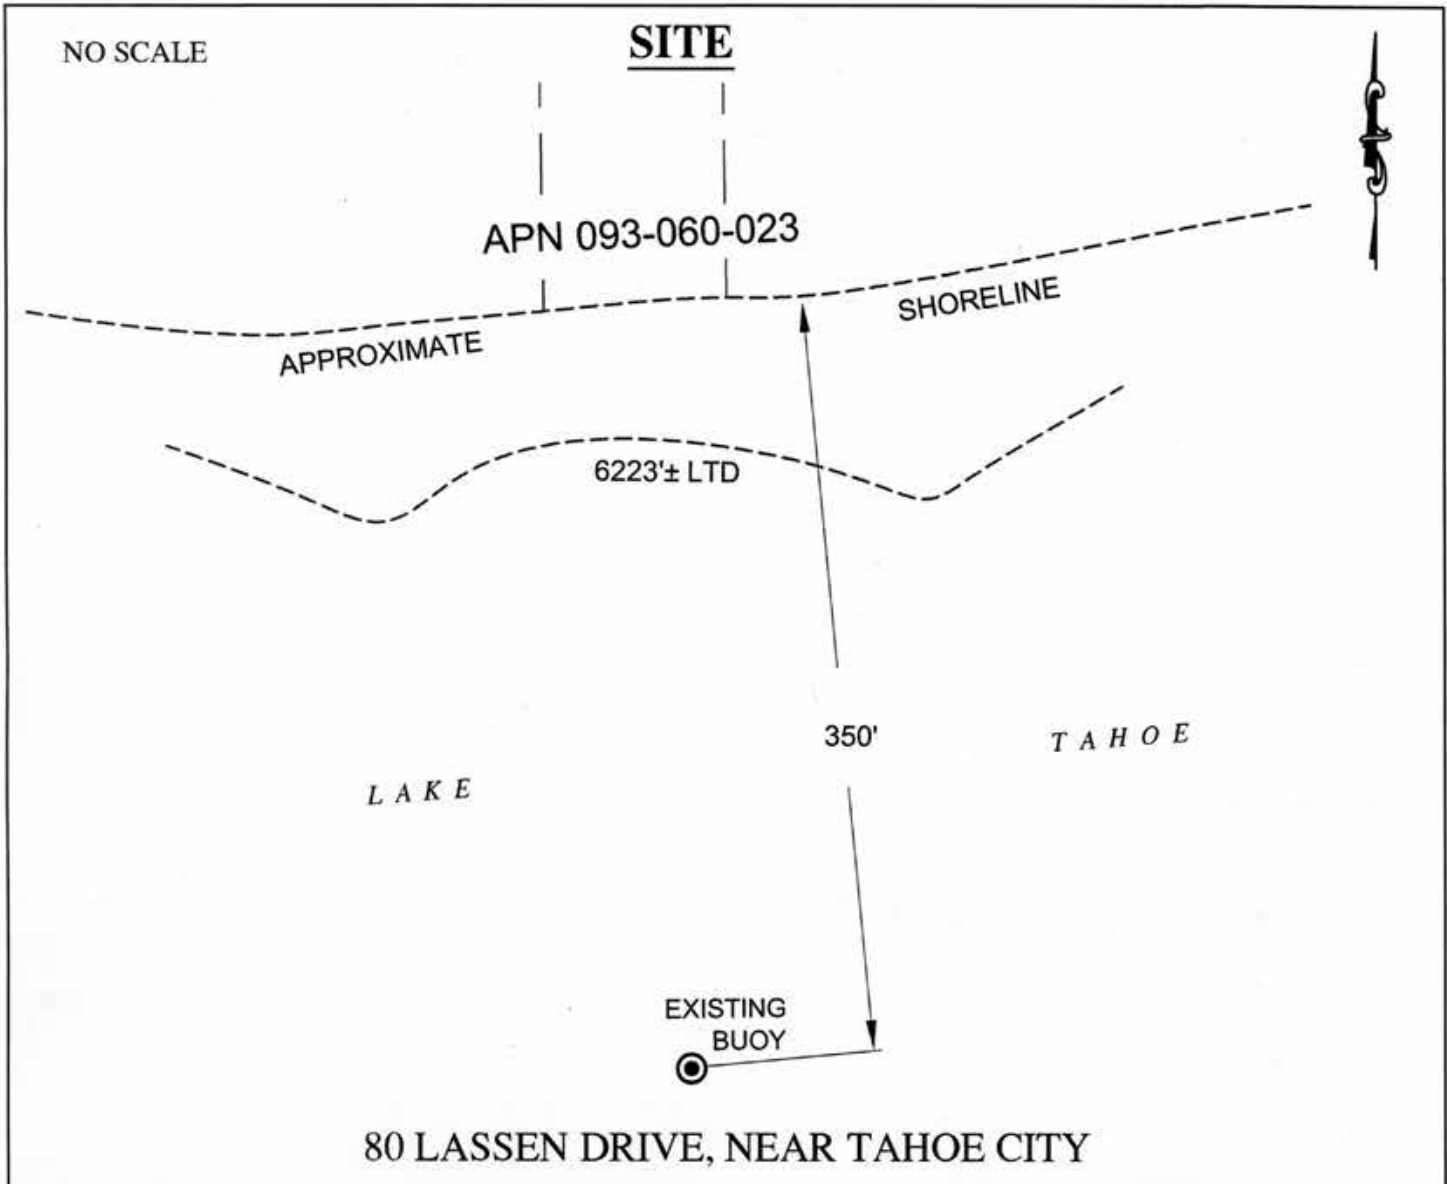 NO SCALE
SITE
APN 093-060-023
SHORELINE
APPROXIMATE
6223'± LTD
350'
TAHOE
LAKE
EXISTING
BUOY
80 LASSEN DRIVE, NEAR TAHOE CITY